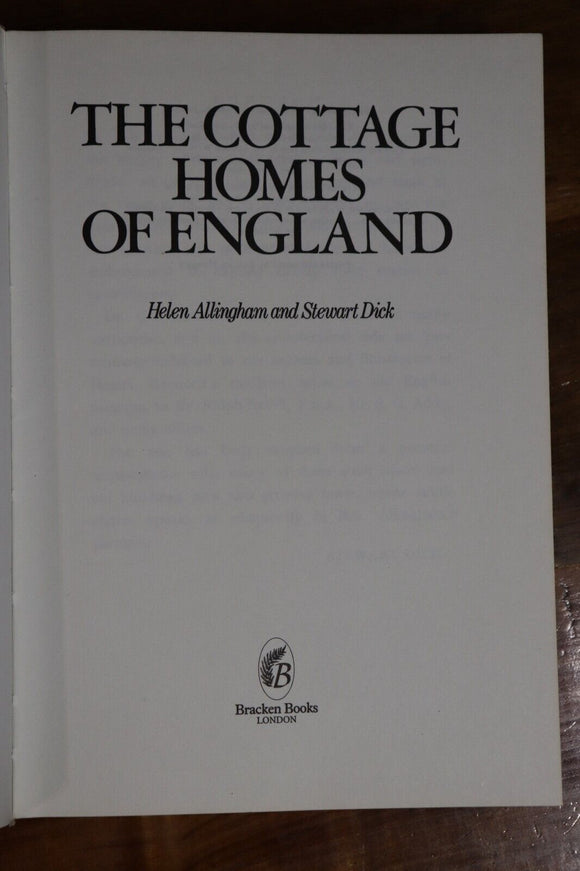 THE COTTAGE
HOMES
OF ENGLAND
Helen Allingham and Stewart Dick
B
Bracken Books
LONDON